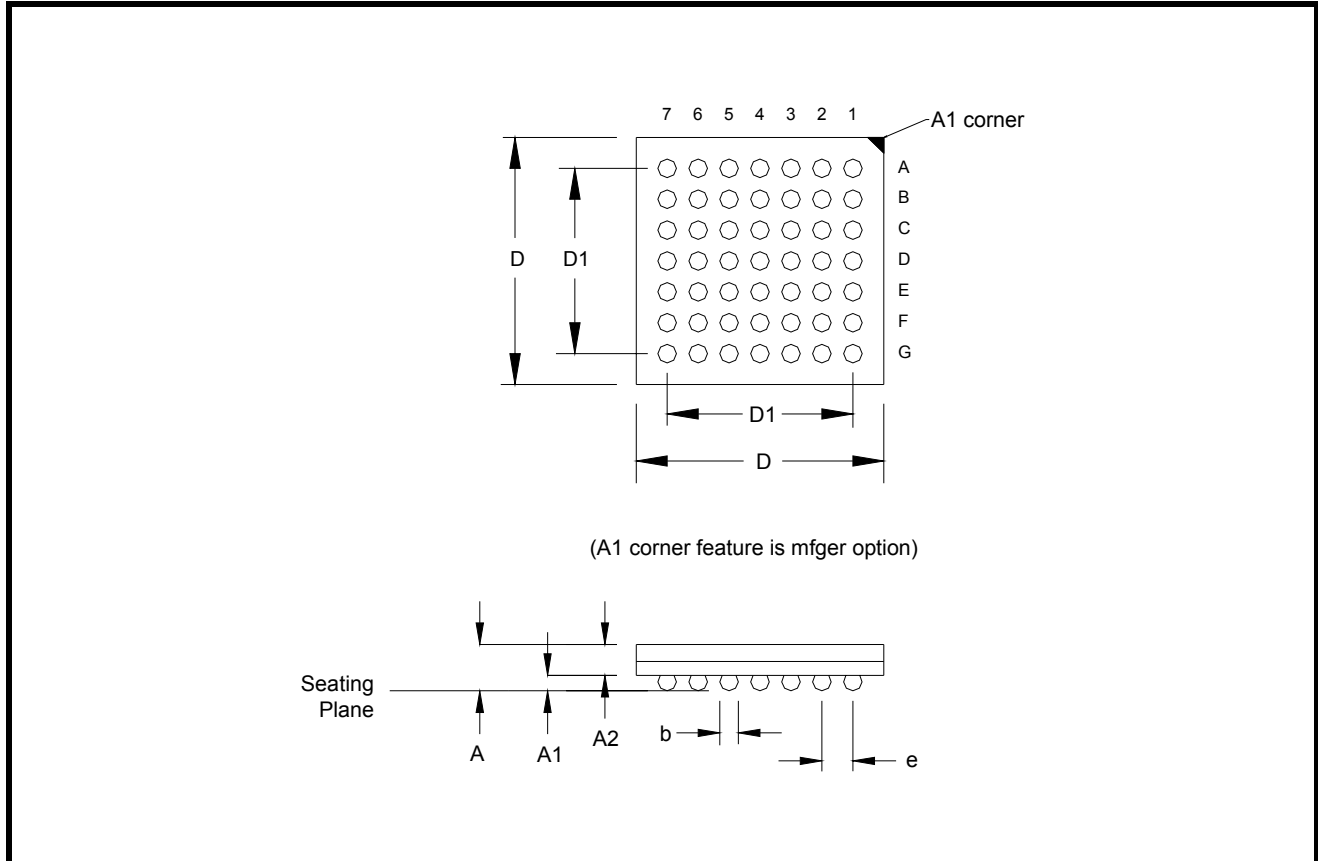 7 6 5 4 3 2 1
A1 corner
A
B
C
D
E
F
G
D
D1
D1
D
(A1 corner feature is mfger option)
Seating
Plane
A
A1
A2
b
e